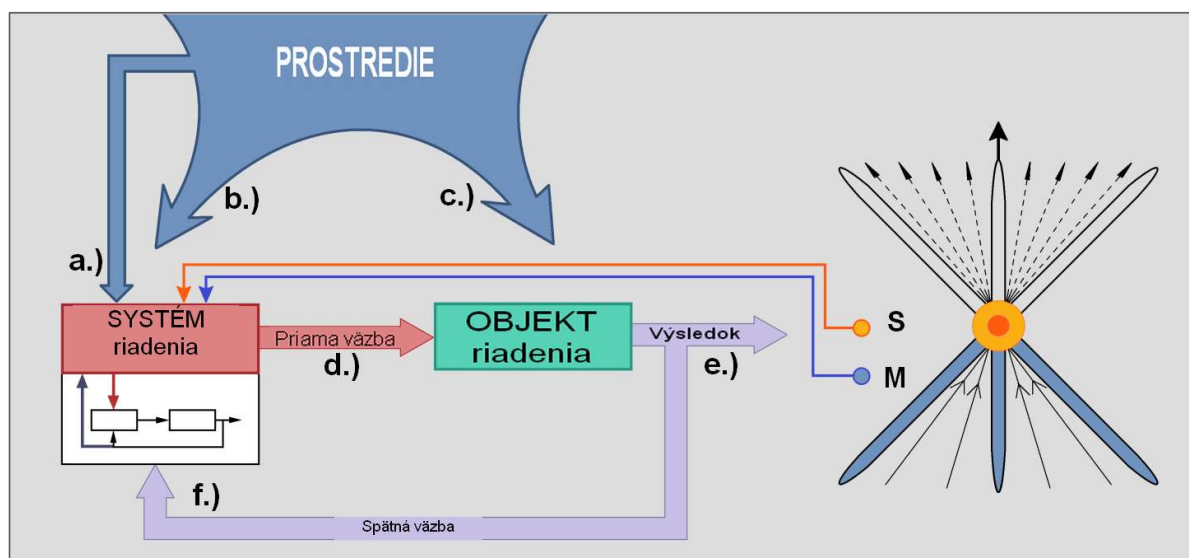 PROSTREDIE
b.)
c.)
a.)
SYSTÉM
riadenia
Priama väzba
d.)
OBJEKT
riadenia
Výsledok
e.)
S
M
f.)
Spätná väzba